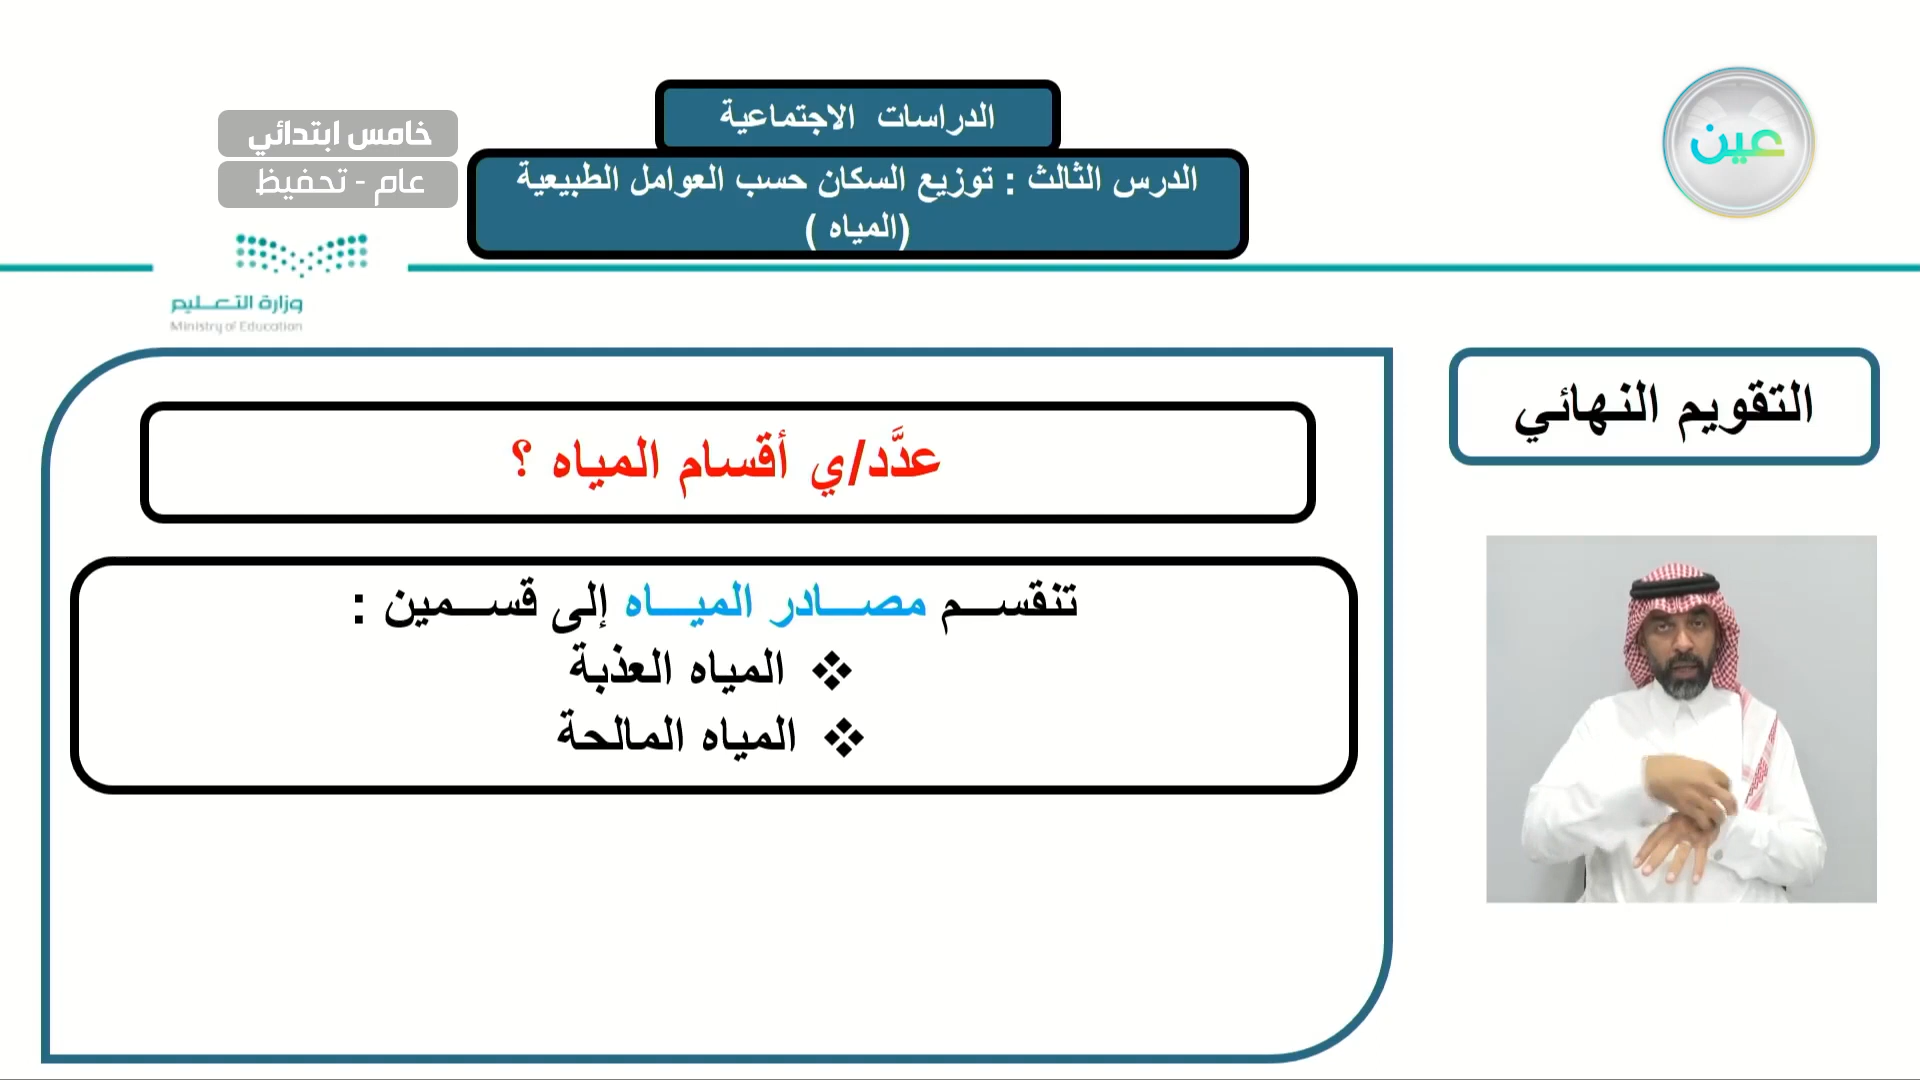 الدراسات الاجتماعية
خامس ابتدائي
عام - تحفيظ
عين
الدرس الثالث : توزيع السكان حسب العوامل الطبيعية
(المياه )
وزارة التعليم
Ministry of Education
التقويم النهائي
عدَّد/ي أقسام المياه ؟
تنقسم مصادر المياه إلى قسمين :
❖ المياه العذبة
❖ المياه المالحة